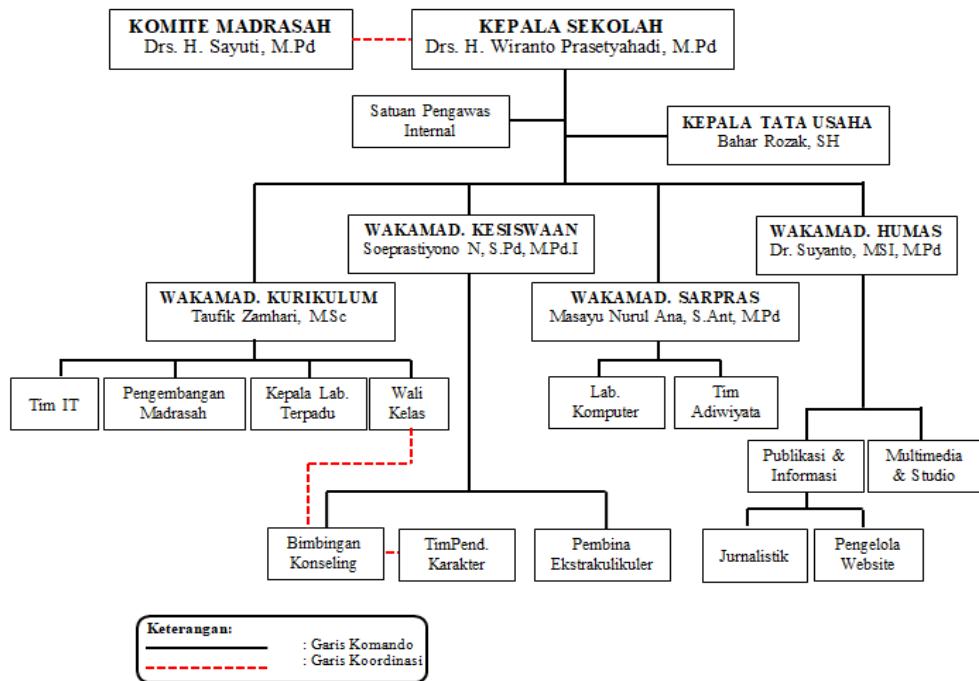 KOMITE MADRASAH
Drs. H. Sayuti, M.Pd
KEPALA SEKOLAH
Drs. H. Wiranto Prasetyahadi, M.Pd
Satuan Pengawas
Internal
KEPALA TATA USAHA
Bahar Rozak, SH
WAKAMAD. KESISWAAN
Soeprastiyono N, S.Pd, M.Pd.I
WAKAMAD. HUMAS
Dr. Suyanto, MSI, M.Pd
WAKAMAD. KURIKULUM
Taufik Zamhari, M.Sc
WAKAMAD. SARPRAS
Masayu Nurul Ana, S.Ant, M.Pd
Tim IT
Pengembangan
Madrasah
Kepala Lab.
Terpadu
Wali
Kelas
Lab.
Komputer
Tim
Adiwiyata
Publikasi &
Informasi
Multimedia
& Studio
Bimbingan
Konseling
TimPend.
Karakter
Pembina
Ekstrakulikuler
Jurnalistik
Pengelola
Website
Keterangan:
: Garis Komando
: Garis Koordinasi